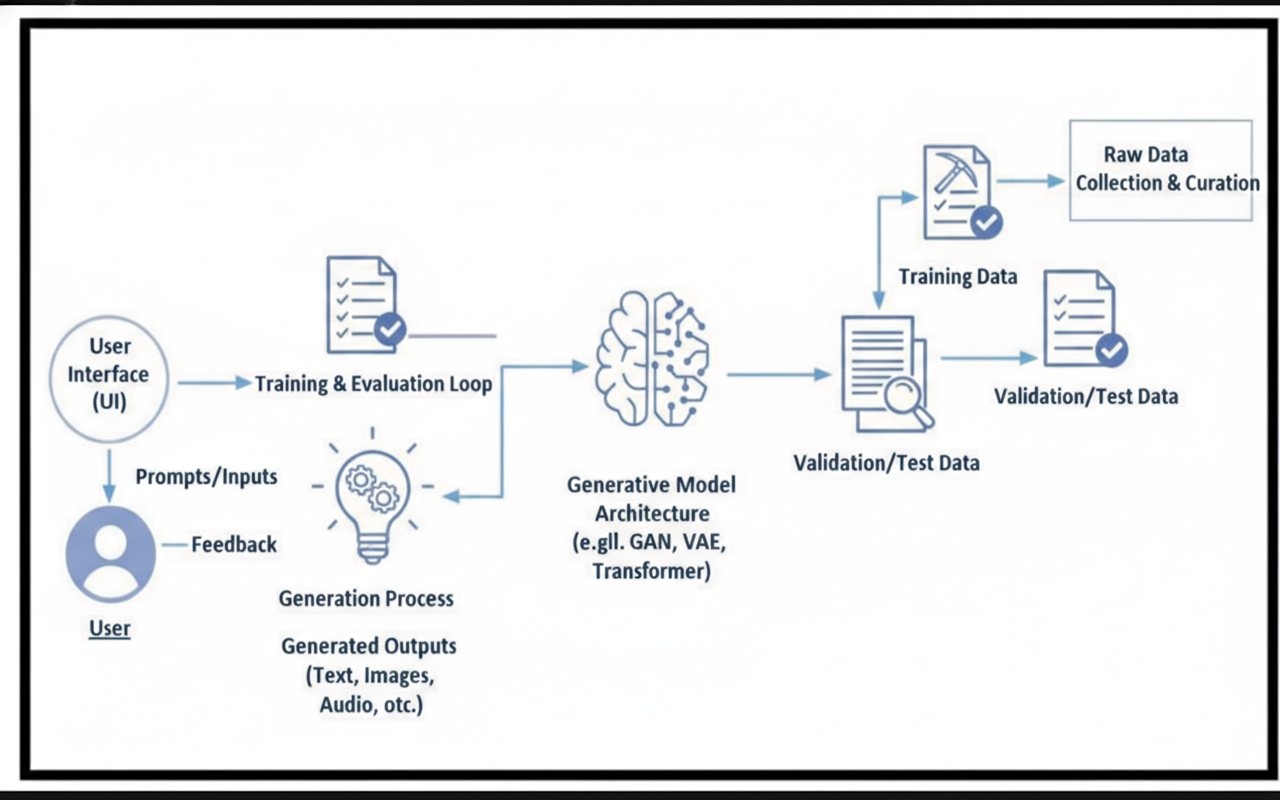 Raw Data
Collection & Curation
Training Data
User
Interface
(UI)
Training & Evaluation Loop
Validation/Test Data
Validation/Test Data
Prompts/Inputs
Feedback
User
Generation Process
Generated Outputs
(Text, Images,
Audio, otc.)
Generative Model
Architecture
(e.gll. GAN, VAE,
Transformer)